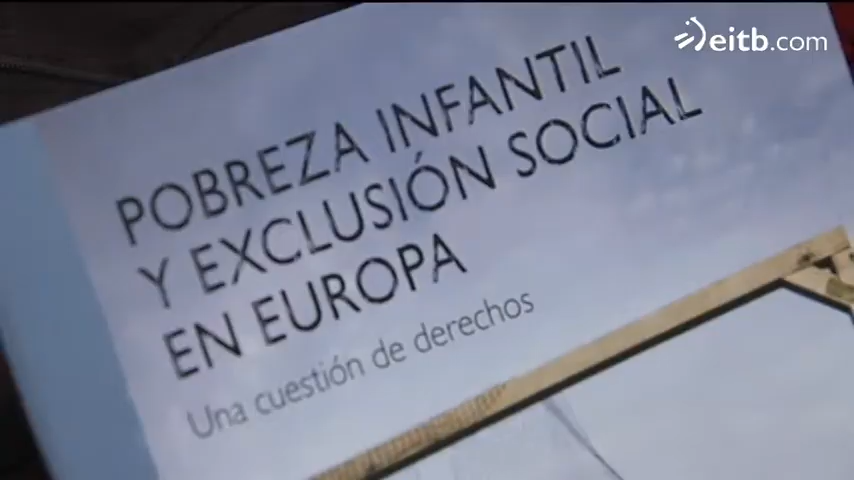 eitb.com
POBREZA INFANTIL
Y EXCLUSIÓN SOCIAL
EN EUROPA
Una cuestión de derechos